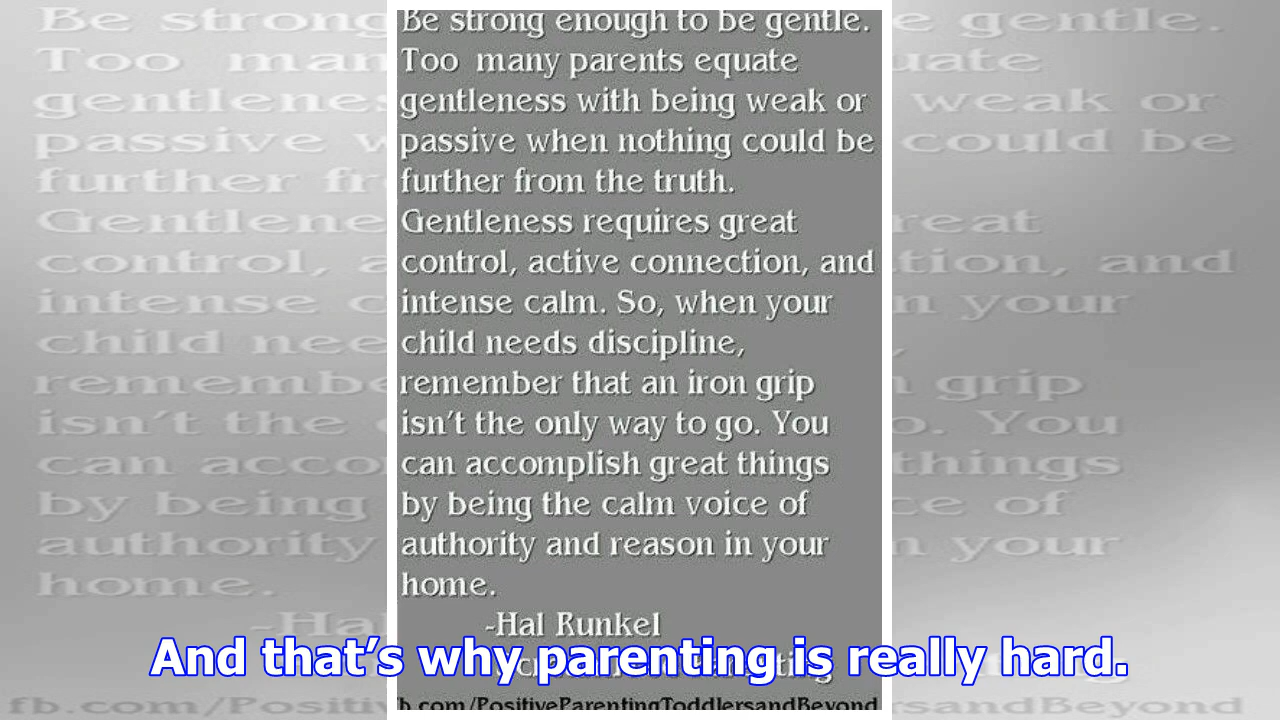 Be strong enough to be gentle.
Too many parents equate
gentleness with being weak or
passive when nothing could be
further from the truth.
Gentleness requires great
control, active connection, and
intense calm. So, when your
child needs discipline,
remember that an iron grip
isn't the only way to go. You
can accomplish great things
by being the calm voice of
authority and reason in your
home.
-Hal Runkel
And that’s why parenting is really hard.
fb.com/PositiveParentingToddlersandBeyond